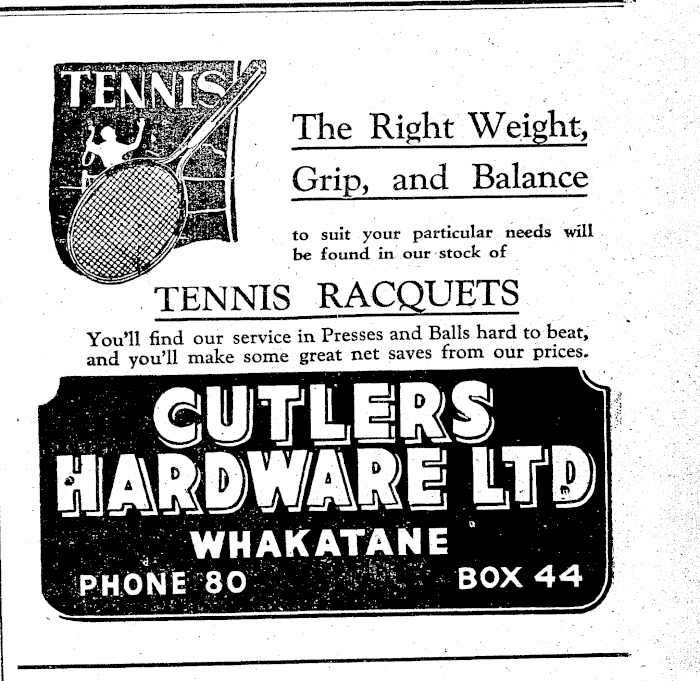 TENNIS
The Right Weight,
Grip, and Balance
to suit your particular needs will
be found in our stock of
TENNIS RACQUETS
You'll find our service in Presses and Balls hard to beat,
and you'll make some great net saves from our prices.
CUTLERS
HARDWARE LTD
WHAKATANE
PHONE 80 BOX 44